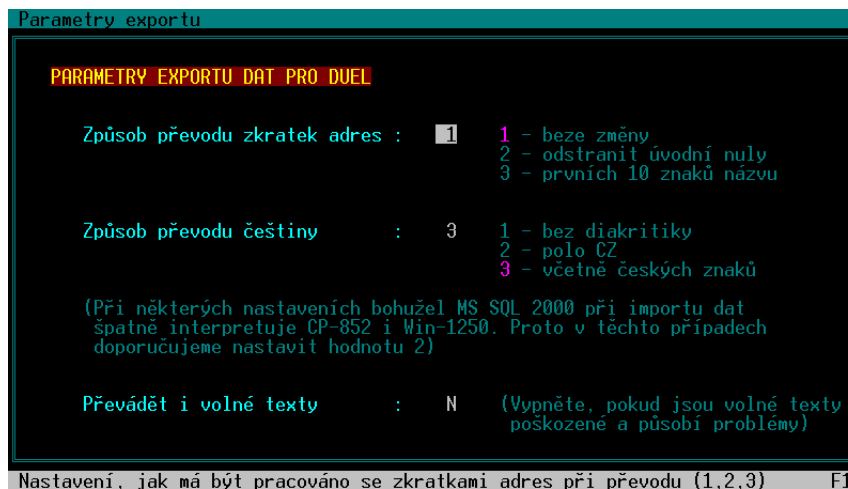 Parametry exportu
PARAMETRY EXPORTU DAT PRO DUEL
Způsob převodu zkratek adres : 1 1 - beze změny
2 - odstranit úvodní nuly
3 - prvních 10 znaků názvu
Způsob převodu češtiny : 3 1 - bez diakritiky
2 - polo CZ
3 - včetně českých znaků
(Při některých nastaveních bohužel MS SQL 2000 při importu dat
špatně interpretuje CP-852 i Win-1250. Proto v těchto případech
doporučujeme nastavit hodnotu 2)
Převádět i volné texty : N (Vypněte, pokud jsou volné texty
poškozené a působí problémy)
Nastavení, jak má být pracováno se zkratkami adres při převodu (1,2,3) F1